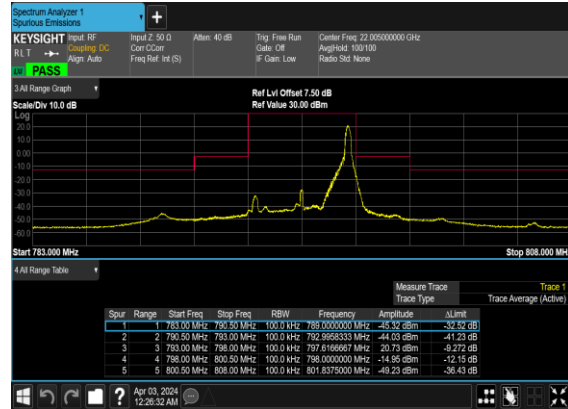 Spectrum Analyzer 1
Spurious Emissions
KEYSIGHT Input: RF Input Z: 50 Ω Atten: 40 dB Trig: Free Run Center Freq: 22.005000000 GHz
Coupling: DC Corr CCorr Gate: Off Avg|Hold: 100/100
RLT Align: Auto Freq Ref: Int (S) IF Gain: Low Radio Std: None
PASS
3 All Range Graph
Ref Lvl Offset 7.50 dB
Scale/Div 10.0 dB Ref Value 30.00 dBm
Log
20.0
10.0
0.00
-10.0
-20.0
-30.0
-40.0
-50.0
-60.0
Start 783.000 MHz Stop 808.000 MH
4 All Range Table
Measure Trace Trace 1
Trace Type Trace Average (Active)
Spur Range Start Freq Stop Freq RBW Frequency Amplitude ΔLimit
1 1 783.00 MHz 790.50 MHz 100.0 kHz 789.0000000 MHz -45.32 dBm -32.52 dB
2 2 790.50 MHz 793.00 MHz 100.0 kHz 792.9958333 MHz -44.03 dBm -41.23 dB
3 3 793.00 MHz 798.00 MHz 100.0 kHz 797.6166667 MHz 20.73 dBm -9.272 dB
4 4 798.00 MHz 800.50 MHz 100.0 kHz 798.0000000 MHz -14.95 dBm -12.15 dB
5 5 800.50 MHz 808.00 MHz 100.0 kHz 801.8375000 MHz -49.23 dBm -36.43 dB
Apr 03, 2024
12:26:32 AM